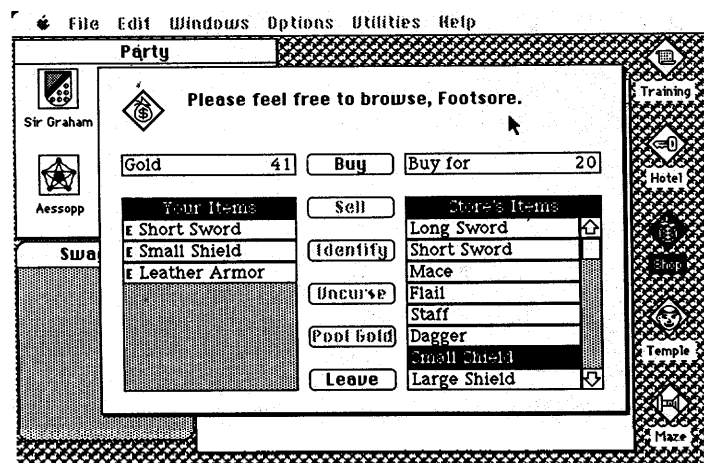 File Edit Windows Options Utilities Help
Party
Sir Graham
Aessopp
Swa
Please feel free to browse, Footsore.
Gold 41
Buy
Buy for 20
Your Items
E Short Sword
E Small Shield
E Leather Armor
Sell
Identify
Uncurse
Pool Gold
Leave
Store's Items
Long Sword
Short Sword
Mace
Flail
Staff
Dagger
Small Shield
Large Shield
Training
Hotel
Shop
Temple
Maze